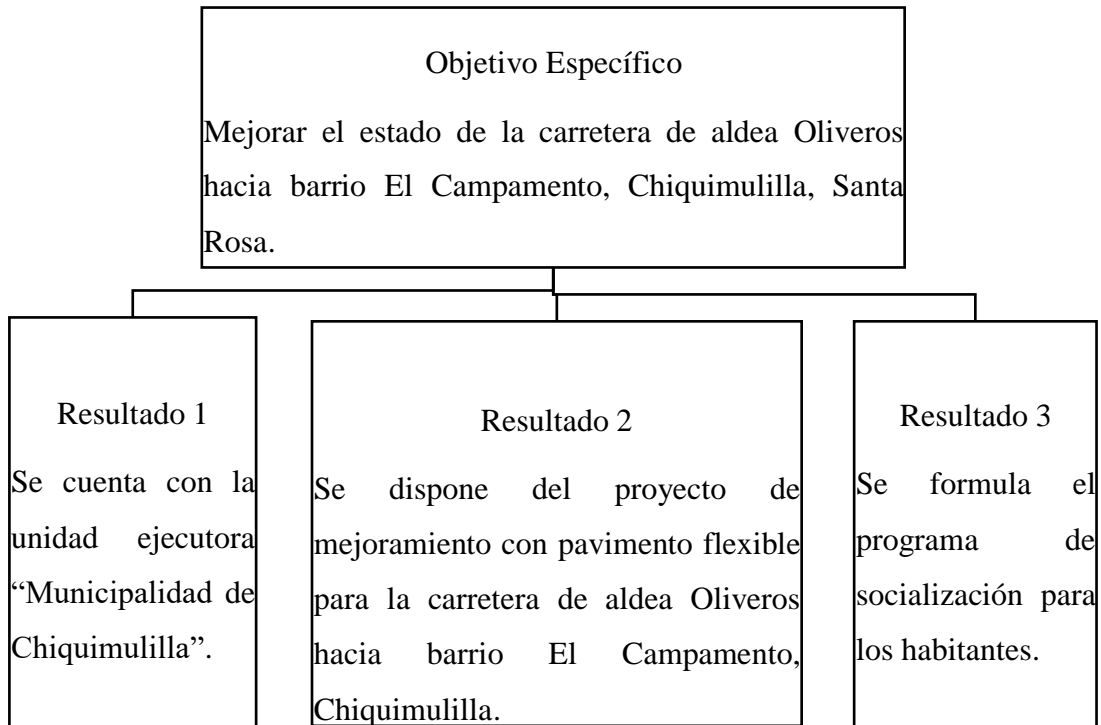 Objetivo Específico
Mejorar el estado de la carretera de aldea Oliveros
hacia barrio El Campamento, Chiquimulilla, Santa
Rosa.
Resultado 1
Se cuenta con la
unidad ejecutora
“Municipalidad de
Chiquimulilla”.
Resultado 2
Se dispone del proyecto de
mejoramiento con pavimento flexible
para la carretera de aldea Oliveros
hacia barrio El Campamento,
Chiquimulilla.
Resultado 3
Se formula el
programa de
socialización para
los habitantes.